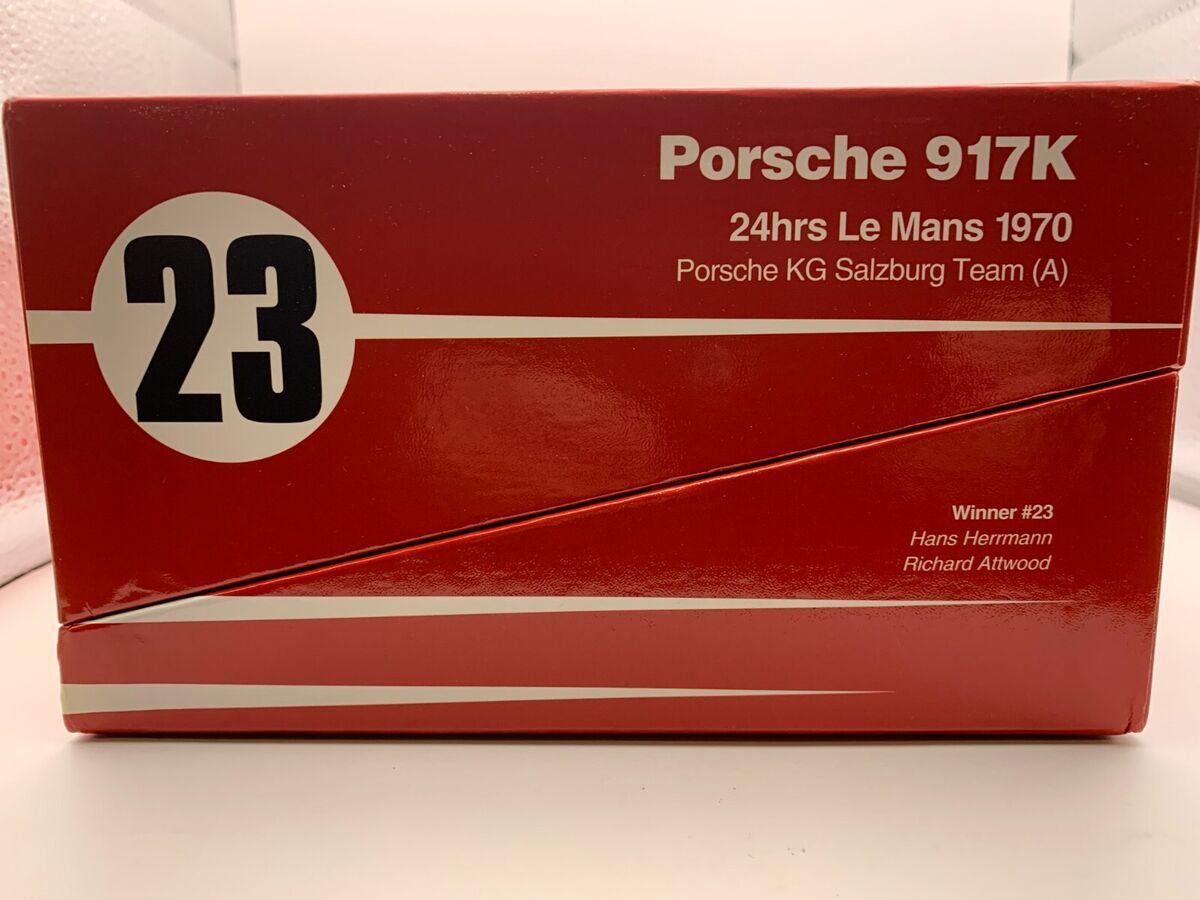 23
Porsche 917K
24hrs Le Mans 1970
Porsche KG Salzburg Team (A)
Winner #23
Hans Herrmann
Richard Attwood